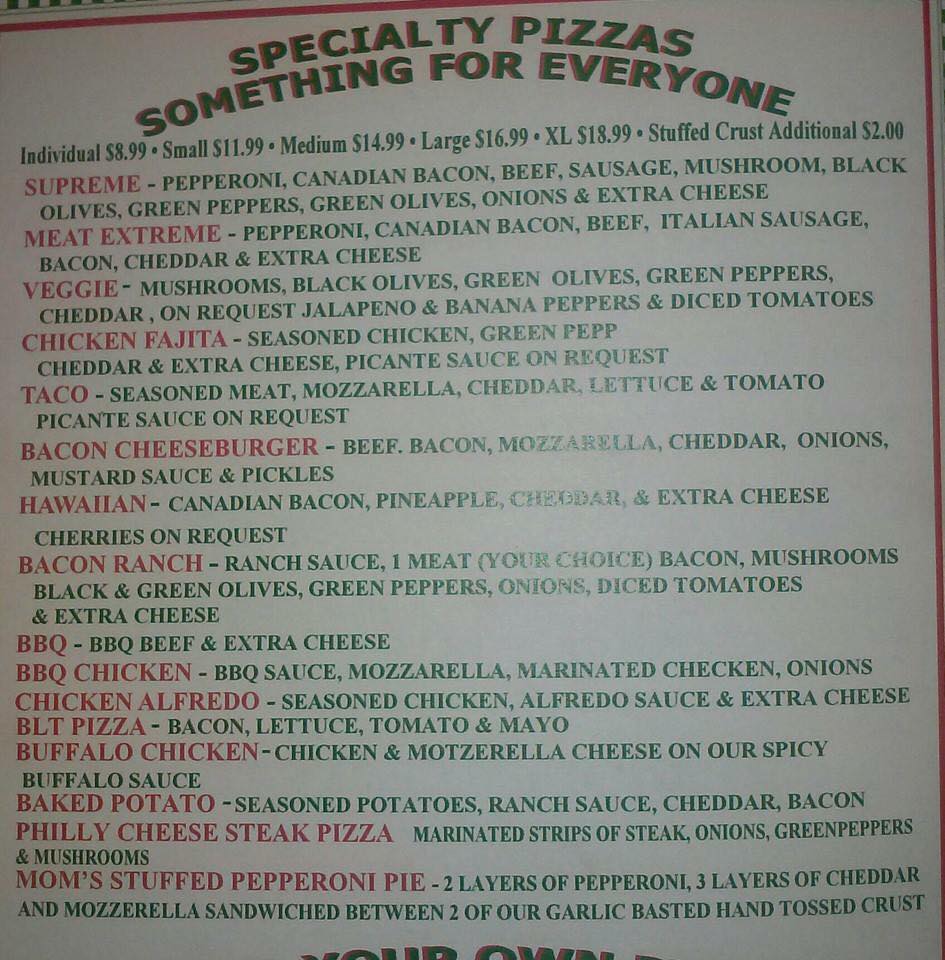 SPECIALTY PIZZAS
SOMETHING FOR EVERYONE
Individual $8.99 • Small $11.99 • Medium $14.99 • Large $16.99 • XL $18.99 • Stuffed Crust Additional $2.00
SUPREME - PEPPERONI, CANADIAN BACON, BEEF, SAUSAGE, MUSHROOM, BLACK
OLIVES, GREEN PEPPERS, GREEN OLIVES, ONIONS & EXTRA CHEESE
MEAT EXTREME - PEPPERONI, CANADIAN BACON, BEEF, ITALIAN SAUSAGE,
BACON, CHEDDAR & EXTRA CHEESE
VEGGIE - MUSHROOMS, BLACK OLIVES, GREEN OLIVES, GREEN PEPPERS,
CHEDDAR , ON REQUEST JALAPENO & BANANA PEPPERS & DICED TOMATOES
CHICKEN FAJITA - SEASONED CHICKEN, GREEN PEPP
CHEDDAR & EXTRA CHEESE, PICANTE SAUCE ON REQUEST
TACO - SEASONED MEAT, MOZZARELLA, CHEDDAR, LETTUCE & TOMATO
PICANTE SAUCE ON REQUEST
BACON CHEESEBURGER - BEEF. BACON, MOZZARELLA, CHEDDAR, ONIONS,
MUSTARD SAUCE & PICKLES
HAWAIIAN - CANADIAN BACON, PINEAPPLE, CHEDDAR, & EXTRA CHEESE
CHERRIES ON REQUEST
BACON RANCH - RANCH SAUCE, 1 MEAT (YOUR CHOICE) BACON, MUSHROOMS
BLACK & GREEN OLIVES, GREEN PEPPERS, ONIONS, DICED TOMATOES
& EXTRA CHEESE
BBQ - BBQ BEEF & EXTRA CHEESE
BBQ CHICKEN - BBQ SAUCE, MOZZARELLA, MARINATED CHECKEN, ONIONS
CHICKEN ALFREDO - SEASONED CHICKEN, ALFREDO SAUCE & EXTRA CHEESE
BLT PIZZA - BACON, LETTUCE, TOMATO & MAYO
BUFFALO CHICKEN - CHICKEN & MOTZERELLA CHEESE ON OUR SPICY
BUFFALO SAUCE
BAKED POTATO - SEASONED POTATOES, RANCH SAUCE, CHEDDAR, BACON
PHILLY CHEESE STEAK PIZZA MARINATED STRIPS OF STEAK, ONIONS, GREENPEPPERS
& MUSHROOMS
MOM'S STUFFED PEPPERONI PIE - 2 LAYERS OF PEPPERONI, 3 LAYERS OF CHEDDAR
AND MOZZERELLA SANDWICHED BETWEEN 2 OF OUR GARLIC BASTED HAND TOSSED CRUST
YOUR OWN